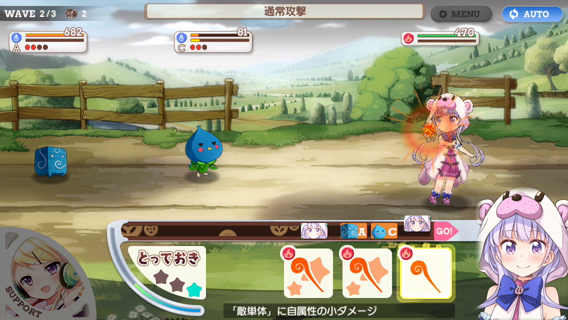 WAVE 2/3 2
通常攻撃
MENU
AUTO
682
A
81
C
470
A C GO!
とっておき
SUPPORT
「敵単体」に自属性の小ダメージ